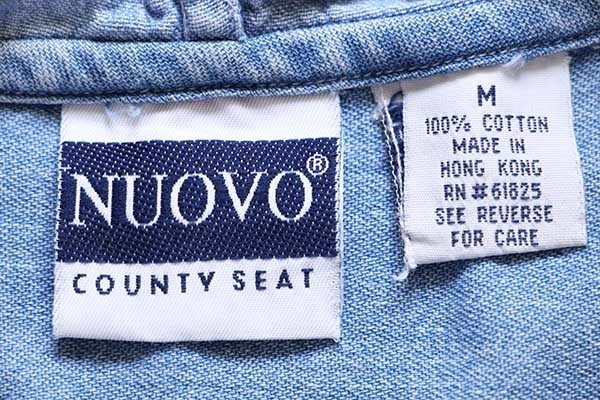 NUOVO®
COUNTY SEAT
M
100% COTTON
MADE IN
HONG KONG
RN#61825
SEE REVERSE
FOR CARE